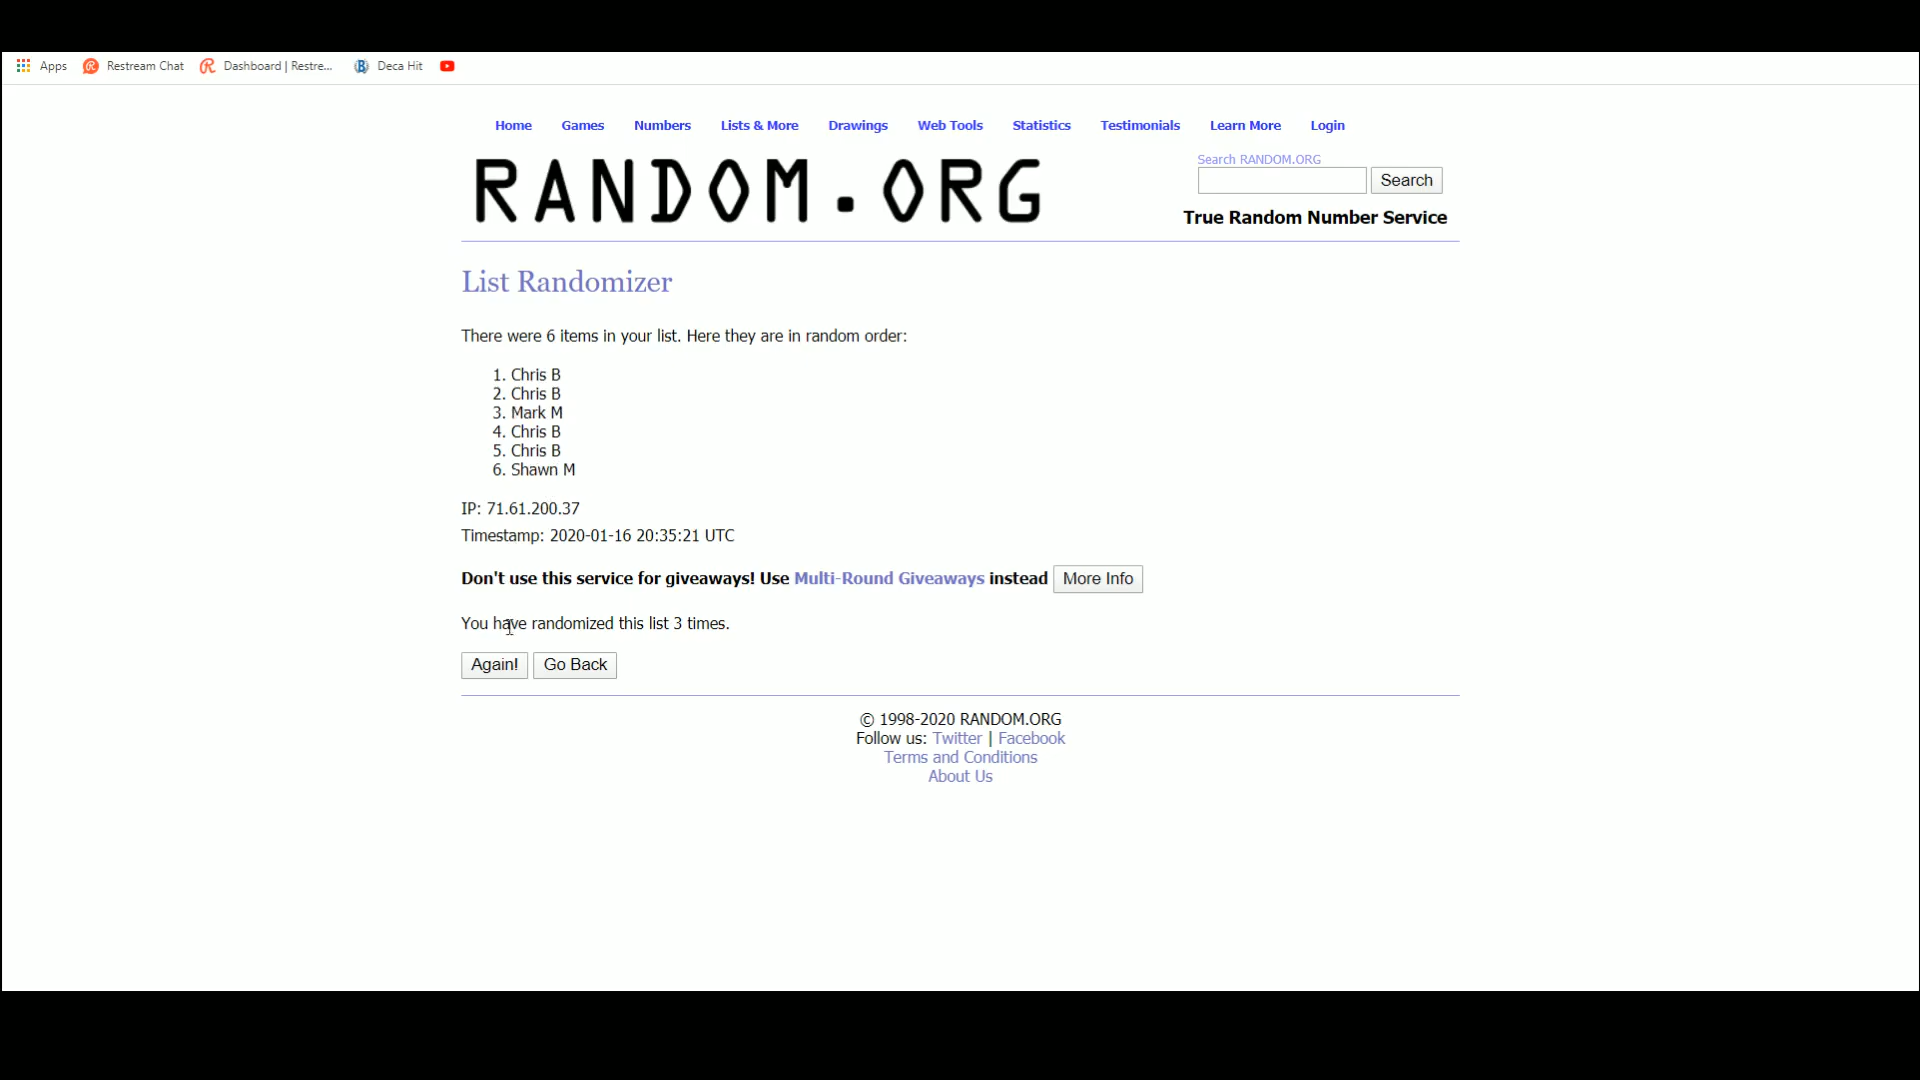 Apps Restream Chat Dashboard | Restre... Deca Hit
Home Games Numbers Lists & More Drawings Web Tools Statistics Testimonials Learn More Login
RANDOM.ORG
Search RANDOM.ORG
Search
True Random Number Service
List Randomizer
There were 6 items in your list. Here they are in random order:
1. Chris B
2. Chris B
3. Mark M
4. Chris B
5. Chris B
6. Shawn M
IP: 71.61.200.37
Timestamp: 2020-01-16 20:35:21 UTC
Don't use this service for giveaways! Use Multi-Round Giveaways instead More Info
You have randomized this list 3 times.
Again! Go Back
© 1998-2020 RANDOM.ORG
Follow us: Twitter | Facebook
Terms and Conditions
About Us